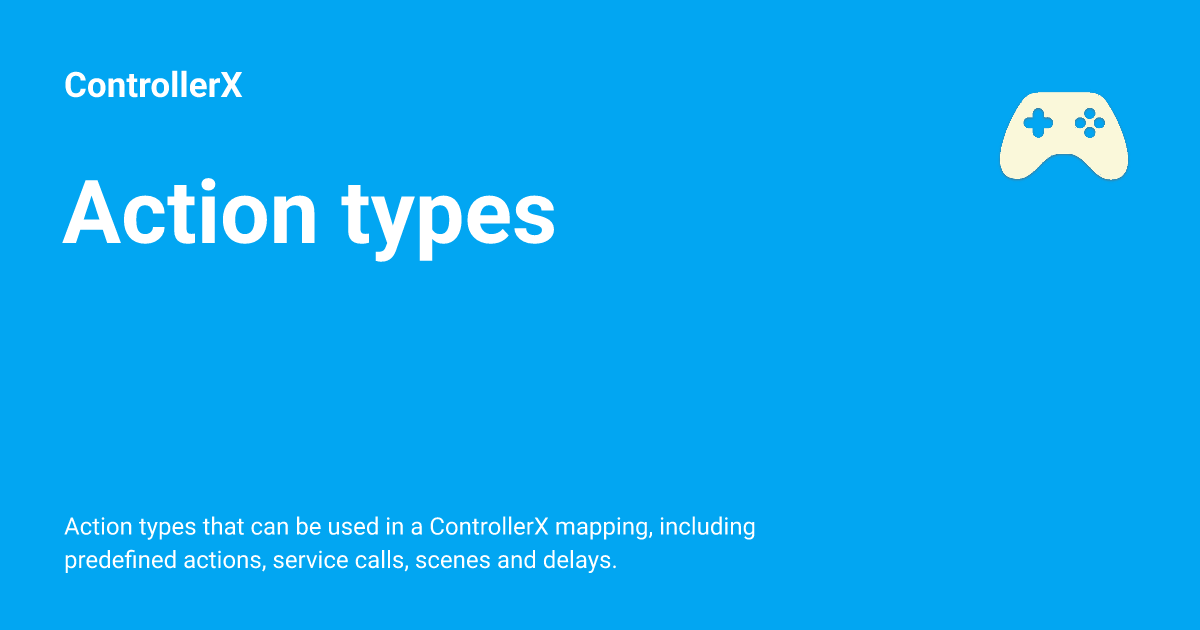 ControllerX
Action types
Action types that can be used in a ControllerX mapping, including
predefined actions, service calls, scenes and delays.